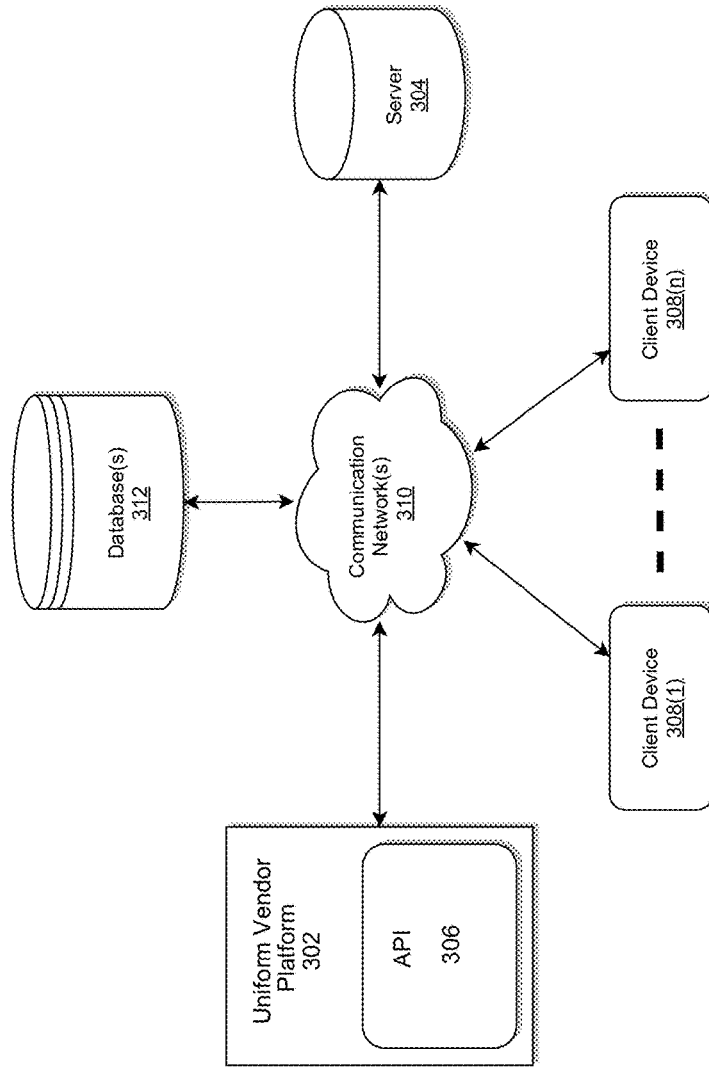 Database(s)
312
Uniform Vendor
Platform
302
API
306
Communication
Network(s)
310
Server
304
Client Device
308(1)
Client Device
308(n)